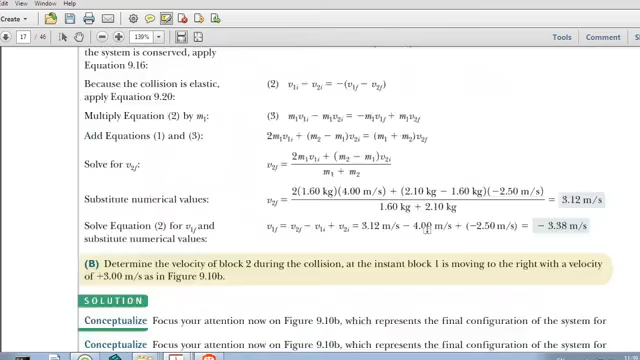 Create
17 / 46
139%
Tools
Comment
the system is conserved, apply
Equation 9.16:
Because the collision is elastic, (2) v1i − v2i = −(v1f − v2f)
apply Equation 9.20:
Multiply Equation (2) by m1: (3) m1v1i − m1v2i = −m1v1f + m1v2f
Add Equations (1) and (3): 2m1v1i + (m2 − m1)v2i = (m1 + m2)v2f
Solve for v2f: v2f = 2m1v1i + (m2 − m1)v2i
m1 + m2
Substitute numerical values: v2f = 2(1.60 kg)(4.00 m/s) + (2.10 kg − 1.60 kg)(−2.50 m/s) = 3.12 m/s
1.60 kg + 2.10 kg
Solve Equation (2) for v1f and v1f = v2f − v1i + v2i = 3.12 m/s − 4.00 m/s + (−2.50 m/s) = − 3.38 m/s
substitute numerical values:
(B) Determine the velocity of block 2 during the collision, at the instant block 1 is moving to the right with a velocity
of +3.00 m/s as in Figure 9.10b.
SOLUTION
Conceptualize Focus your attention now on Figure 9.10b, which represents the final configuration of the system for
Conceptualize Focus your attention now on Figure 9.10b, which represents the final configuration of the system for